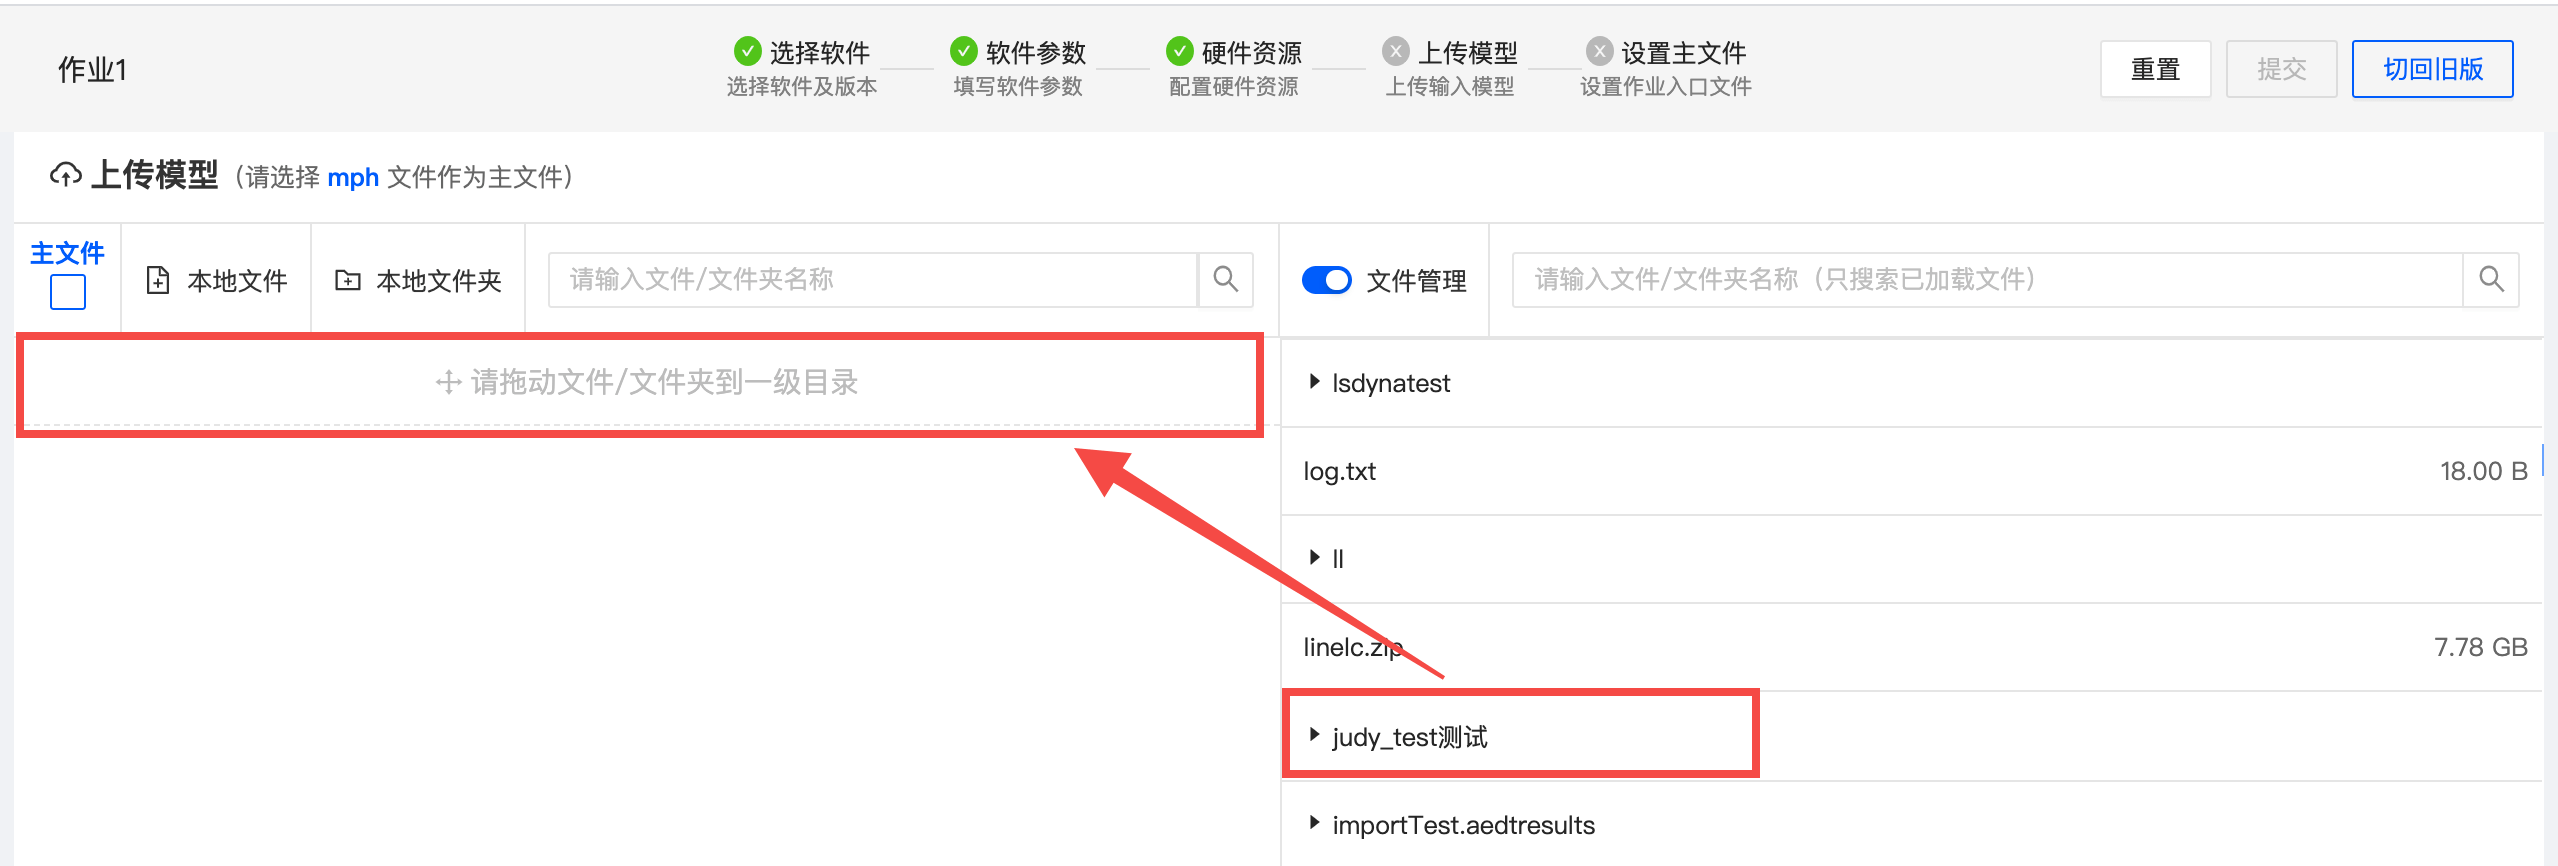 作业1
选择软件
选择软件及版本
软件参数
填写软件参数
硬件资源
配置硬件资源
上传模型
上传输入模型
设置主文件
设置作业入口文件
重置
提交
切回旧版
上传模型（请选择 mph 文件作为主文件）
主文件
本地文件
本地文件夹
请输入文件/文件夹名称
文件管理
请输入文件/文件夹名称（只搜索已加载文件）
请拖动文件/文件夹到一级目录
lsdynatest
log.txt 18.00 B
ll
linelc.zip 7.78 GB
judy_test测试
importTest.aedtresults